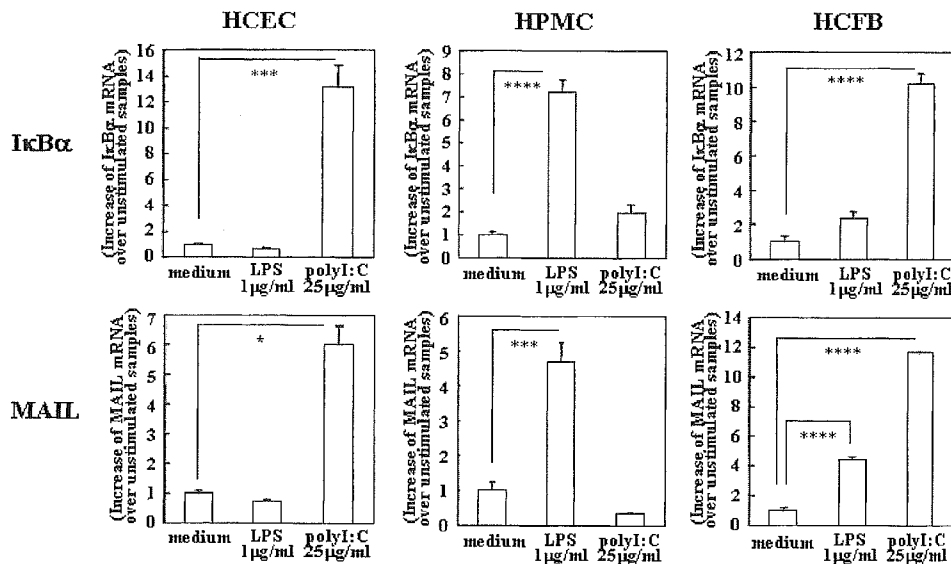 HCEC HPMC HCFB
IκBα
(Increase of IκBα mRNA
over unstimulated samples)
16
14
12
10
8
6
4
2
0
***
medium LPS polyI:C
1μg/ml 25μg/ml
(Increase of IκBα mRNA
over unstimulated samples)
9
8
7
6
5
4
3
2
1
0
****
medium LPS polyI:C
1μg/ml 25μg/ml
(Increase of IκBα mRNA
over unstimulated samples)
12
10
8
6
4
2
0
****
medium LPS polyI:C
1μg/ml 25μg/ml
MAIL
(Increase of MAIL mRNA
over unstimulated samples)
7
6
5
4
3
2
1
0
*
medium LPS polyI:C
1μg/ml 25μg/ml
(Increase of MAIL mRNA
over unstimulated samples)
6
5
4
3
2
1
0
***
medium LPS polyI:C
1μg/ml 25μg/ml
(Increase of MAIL mRNA
over unstimulated samples)
14
12
10
8
6
4
2
0
****
****
medium LPS polyI:C
1μg/ml 25μg/ml